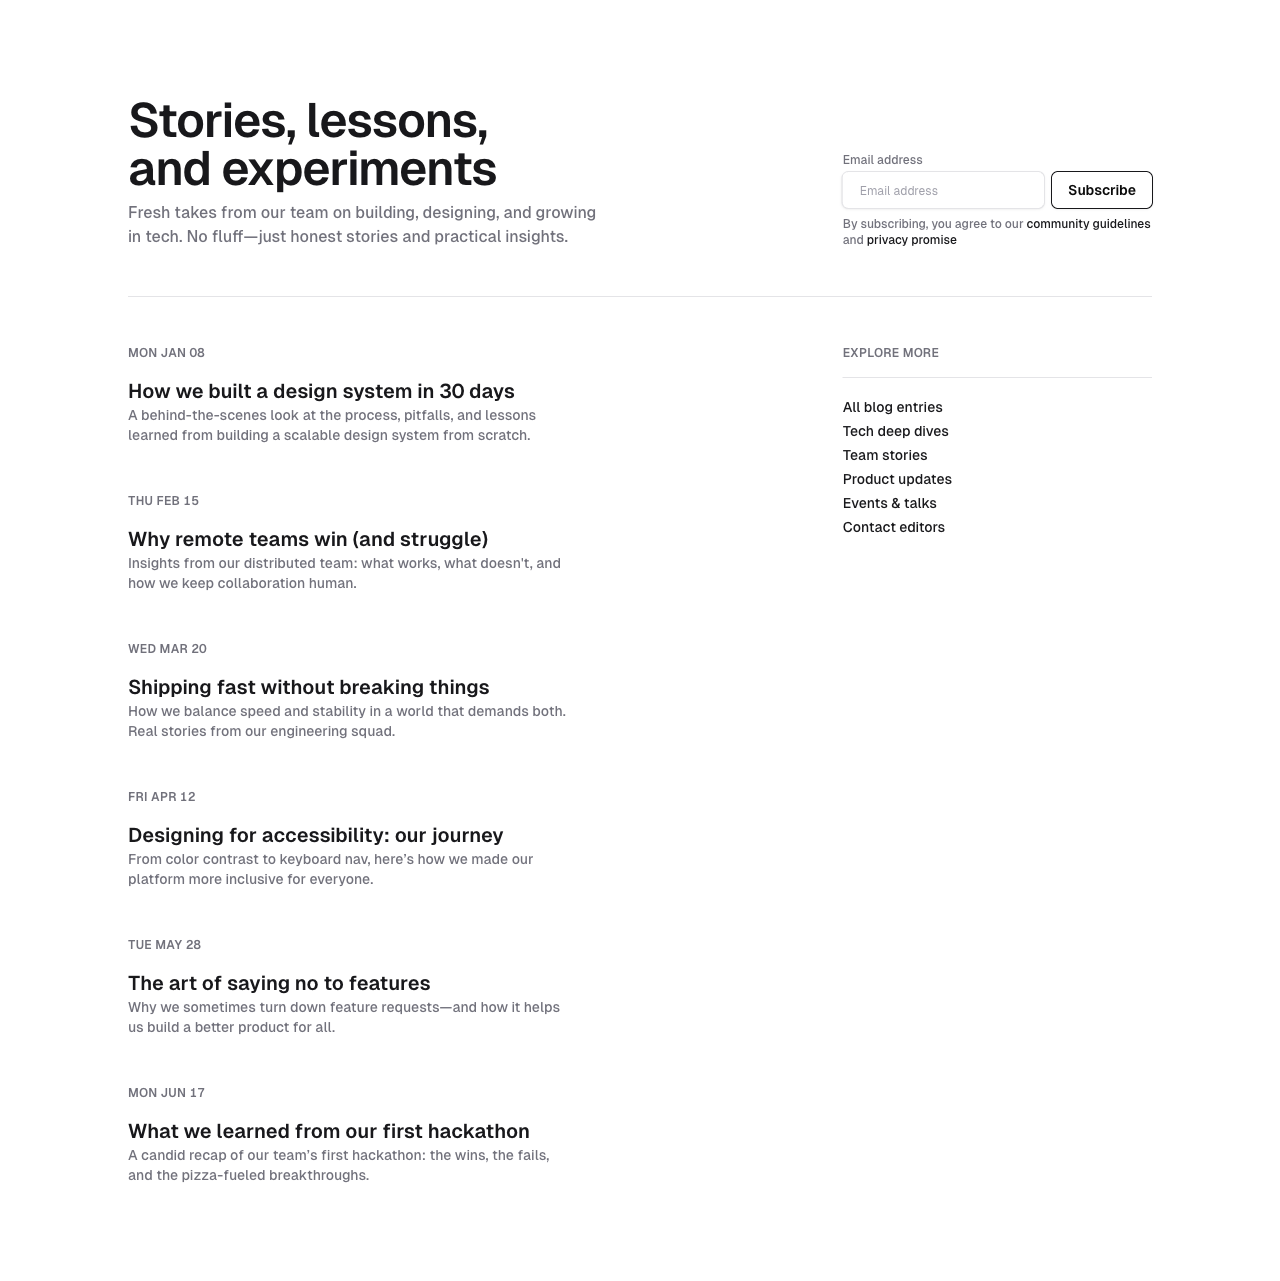 Stories, lessons,
and experiments
Fresh takes from our team on building, designing, and growing
in tech. No fluff—just honest stories and practical insights.
Email address
Email address
Subscribe
By subscribing, you agree to our community guidelines
and privacy promise
MON JAN 08
How we built a design system in 30 days
A behind-the-scenes look at the process, pitfalls, and lessons
learned from building a scalable design system from scratch.
THU FEB 15
Why remote teams win (and struggle)
Insights from our distributed team: what works, what doesn't, and
how we keep collaboration human.
WED MAR 20
Shipping fast without breaking things
How we balance speed and stability in a world that demands both.
Real stories from our engineering squad.
FRI APR 12
Designing for accessibility: our journey
From color contrast to keyboard nav, here’s how we made our
platform more inclusive for everyone.
TUE MAY 28
The art of saying no to features
Why we sometimes turn down feature requests—and how it helps
us build a better product for all.
MON JUN 17
What we learned from our first hackathon
A candid recap of our team’s first hackathon: the wins, the fails,
and the pizza-fueled breakthroughs.
EXPLORE MORE
All blog entries
Tech deep dives
Team stories
Product updates
Events & talks
Contact editors